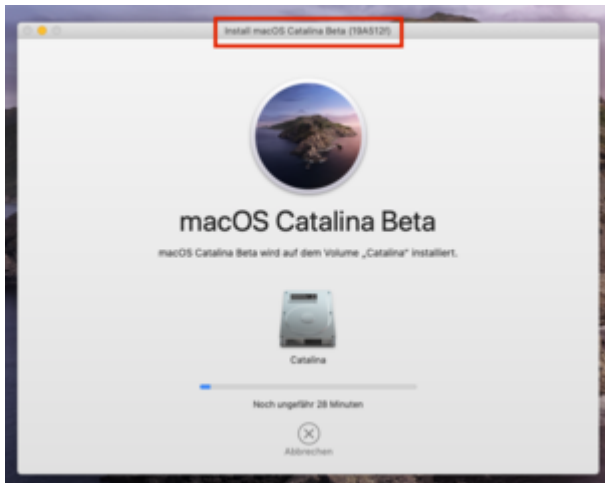 Install macOS Catalina Beta (19A512f)
macOS Catalina Beta
macOS Catalina Beta wird auf dem Volume „Catalina“ installiert.
Catalina
Noch ungefähr 28 Minuten
Abbrechen